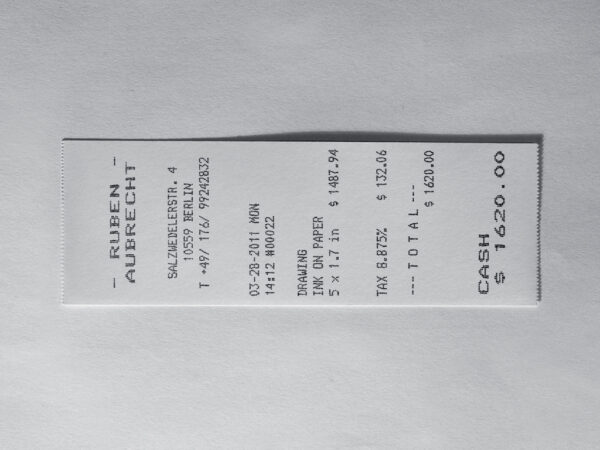 - RUBEN -
AUBRECHT
SALZWEDELERSTR. 4
10559 BERLIN
T +49/ 176/ 99242832
03-28-2011 MON
14:12 #00022
DRAWING
INK ON PAPER
5 x 1.7 in $ 1487.94
TAX 8.875% $ 132.06
--- T O T A L ---
$ 1620.00
CASH
$ 1620.00